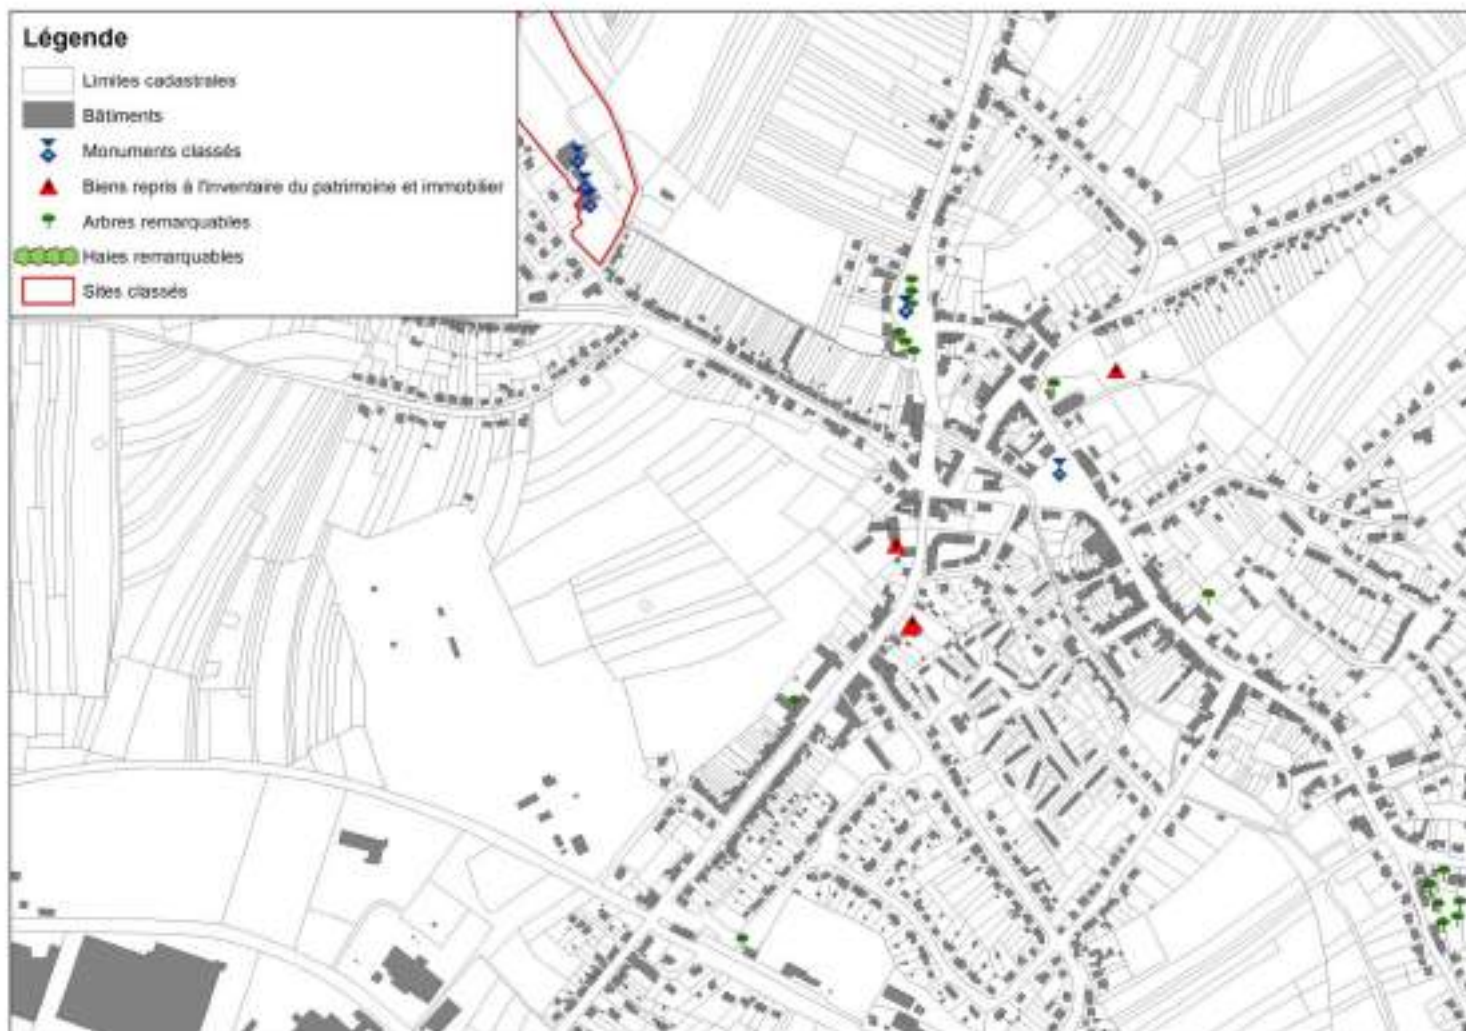 Légende
Limites cadastrales
Bâtiments
Monuments classés
Biens repris à l'inventaire du patrimoine et immobilier
Arbres remarquables
Haies remarquables
Sites classés